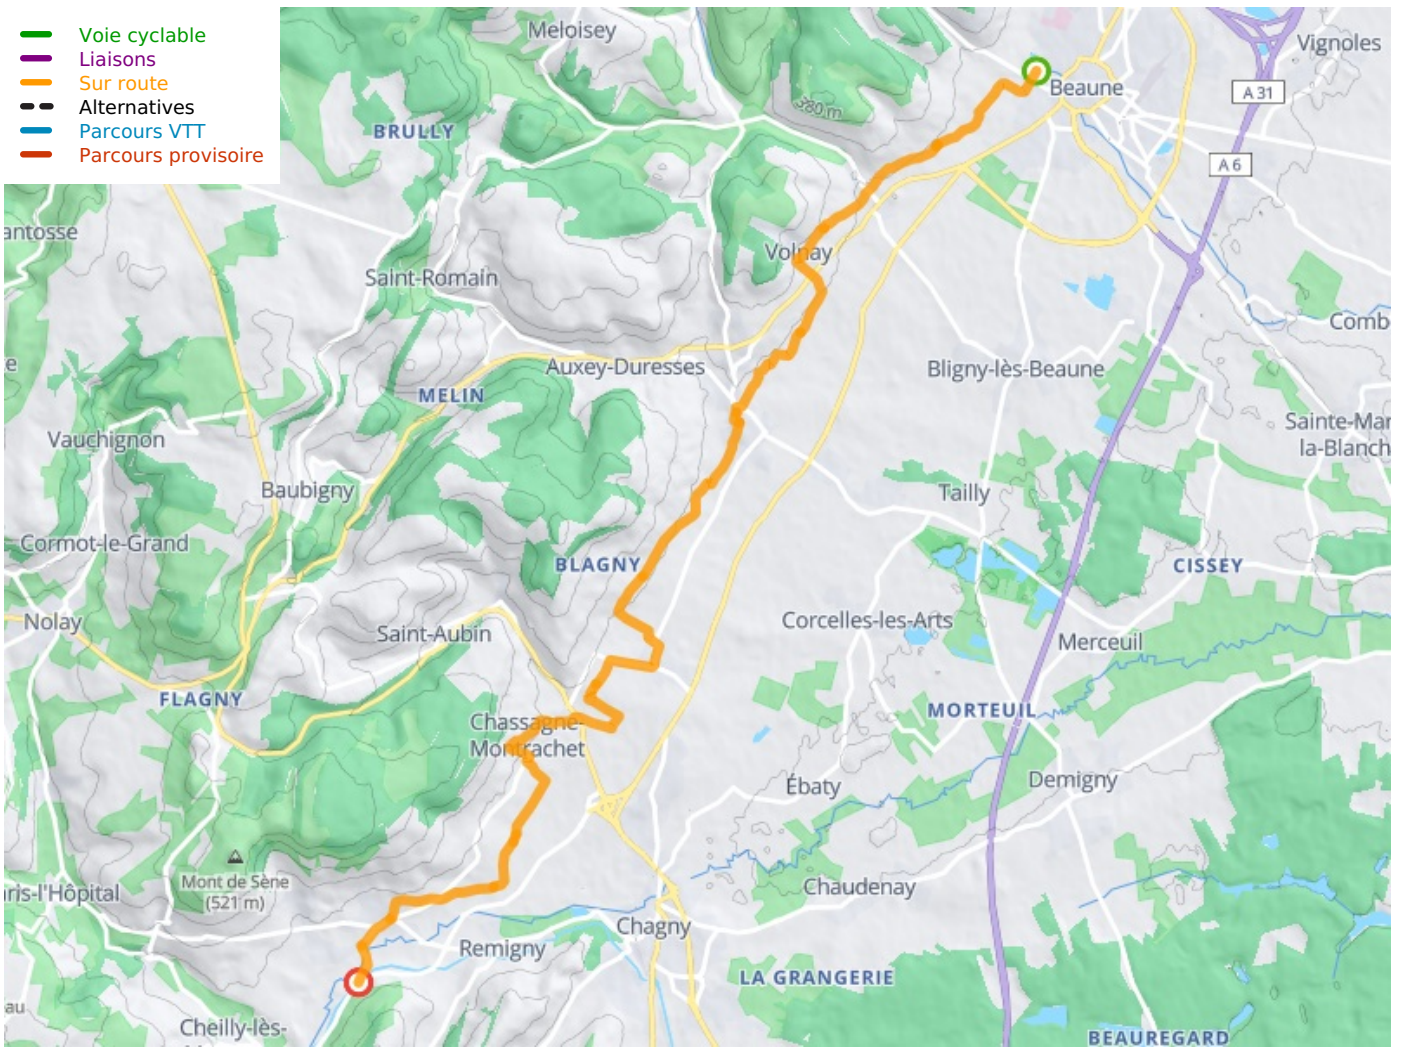 Voie cyclable
Liaisons
Sur route
Alternatives
Parcours VTT
Parcours provisoire
Meloisey
Vignoles
Beaune
A 31
380 m
BRULLY
A 6
antosse
Volnay
Saint-Romain
Comb
e
Auxey-Duresses
Bligny-lès-Beaune
MELIN
Sainte-Mar
la-Blanch
Vauchignon
Baubigny
Tailly
Cormot-le-Grand
BLAGNY
CISSEY
Nolay
Saint-Aubin
Corcelles-les-Arts
Merceuil
FLAGNY
MORTEUIL
Chassagne-
Montrachet
Ébaty
Demigny
Mont de Sène
(521 m)
ris-l'Hôpital
Chaudenay
Chagny
Remigny
LA GRANGERIE
au
Cheilly-lès-
BEAUREGARD